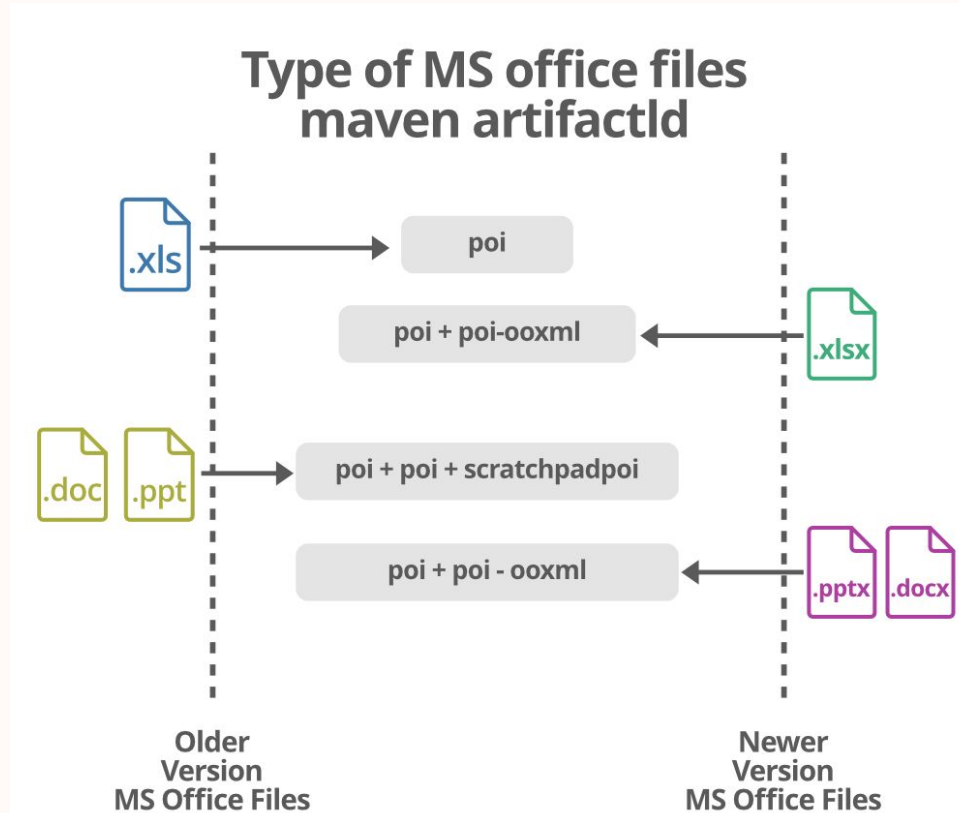 Type of MS office files
maven artifactld
.xls
poi
poi + poi-ooxml
.xlsx
.doc
.ppt
poi + poi + scratchpadpoi
poi + poi - ooxml
.pptx
.docx
Older
Version
MS Office Files
Newer
Version
MS Office Files